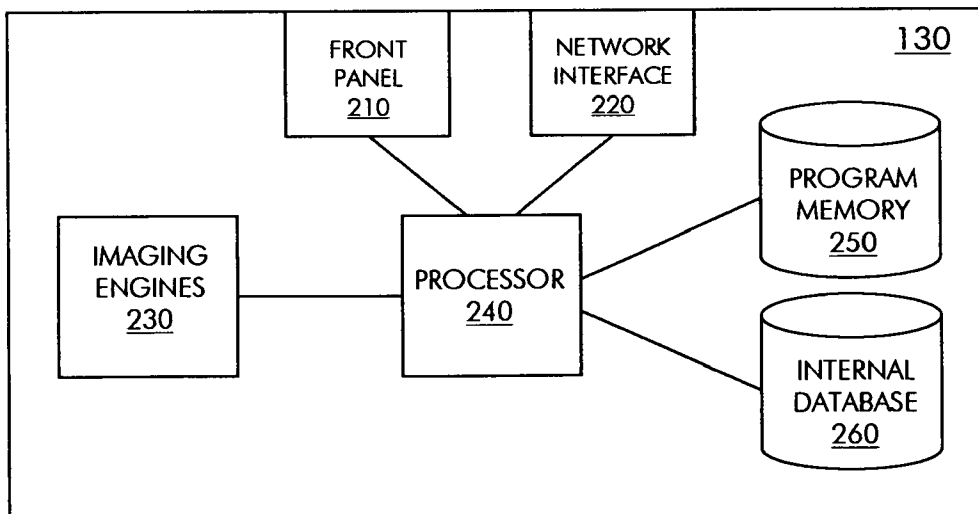 130
FRONT
PANEL
210
NETWORK
INTERFACE
220
PROGRAM
MEMORY
250
IMAGING
ENGINES
230
PROCESSOR
240
INTERNAL
DATABASE
260